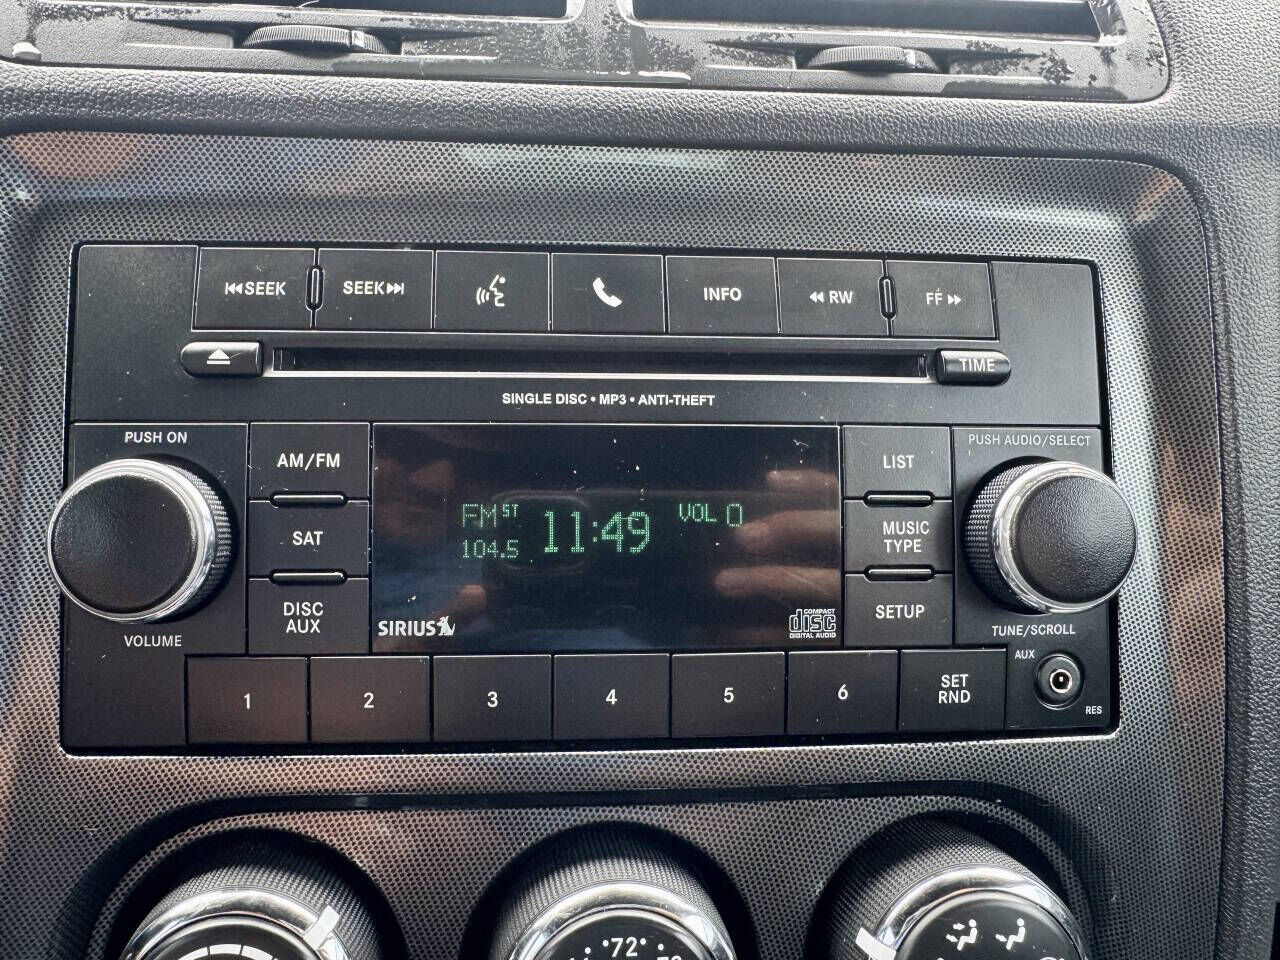 SEEK SEEK INFO RW FF
TIME
SINGLE DISC • MP3 • ANTI-THEFT
PUSH ON
VOLUME
AM/FM
SAT
DISC
AUX
FM ST 11:49 VOL 0
104.5
SIRIUS
COMPACT
disc
DIGITAL AUDIO
LIST
MUSIC
TYPE
SETUP
PUSH AUDIO/SELECT
TUNE/SCROLL
1 2 3 4 5 6
SET
RND
AUX
RES
72